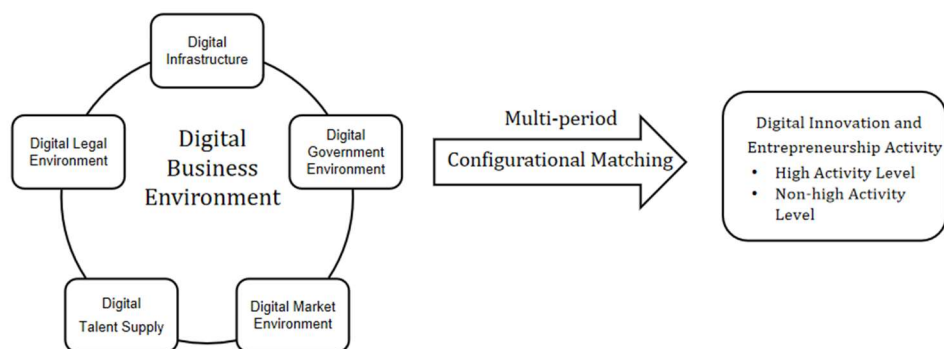 Digital
Infrastructure
Digital Legal
Environment
Digital
Business
Environment
Digital
Government
Environment
Digital
Talent Supply
Digital Market
Environment
Multi-period
Configurational Matching
Digital Innovation and
Entrepreneurship Activity
• High Activity Level
• Non-high Activity
Level